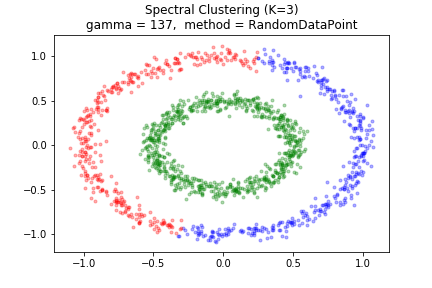 Spectral Clustering (K=3)
gamma = 137,  method = RandomDataPoint
1.0
0.5
0.0
−0.5
−1.0
−1.0 −0.5 0.0 0.5 1.0